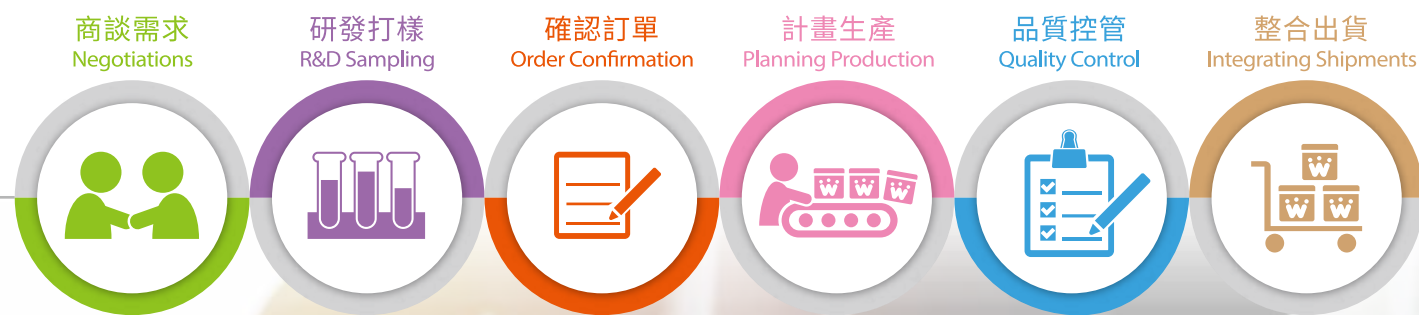 商談需求
Negotiations
研發打樣
R&D Sampling
確認訂單
Order Confirmation
計畫生產
Planning Production
品質控管
Quality Control
整合出貨
Integrating Shipments